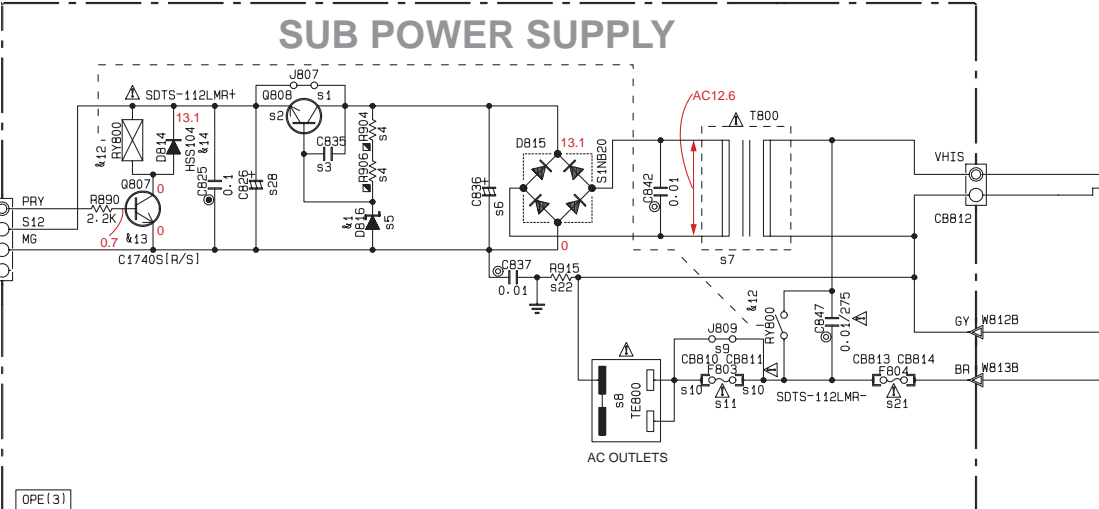 SUB POWER SUPPLY
J807
SDTS-112LMR+
Q808
s1
s2
AC12.6
T800
13.1
&12
RY800
D814
HSS104
&14
C825
0.1
C826
s28
C835
s3
R904
s4
R906
s4
&1
D816
s5
C836
s6
D815
13.1
S1NB20
0
C842
0.01
s7
VHIS
CB812
Q807
0
PRY
R890
2.2K
S12
0.7
&13
0
MG
C1740S[R/S]
C837
0.01
R915
s22
&12
RY800
C847
0.01/275
GY
W812B
J809
s9
CB810
CB811
F803
s10
s11
s10
CB813
CB814
F804
s21
BR
W813B
SDTS-112LMR-
s8
TE800
AC OUTLETS
OPE(3)